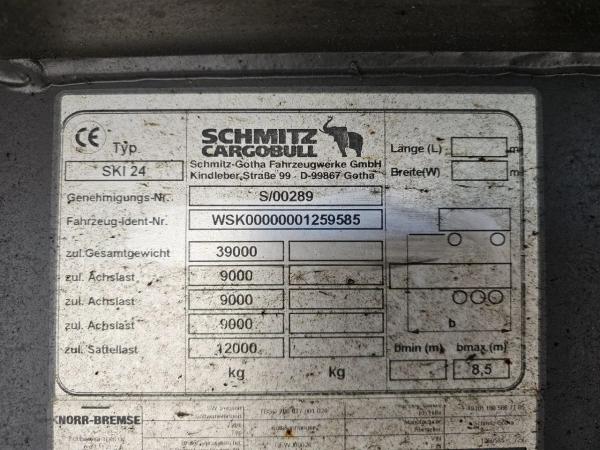 CE
Typ
SCHMITZ
CARGOBULL
Länge (L) m
SKI 24
Schmitz-Gotha Fahrzeugwerke GmbH
Kindleber Straße 99 · D-99867 Gotha
Breite(W) m
Genehmigungs-Nr. S/00289
Fahrzeug-Ident-Nr. WSK00000001259585
zul.Gesamtgewicht 39000
zul. Achslast 9000
zul. Achslast 9000
zul. Achslast 9000
b
zul. Sattellast 12000
bmin (m) bmax (m)
kg kg
8,5
KNORR-BREMSE